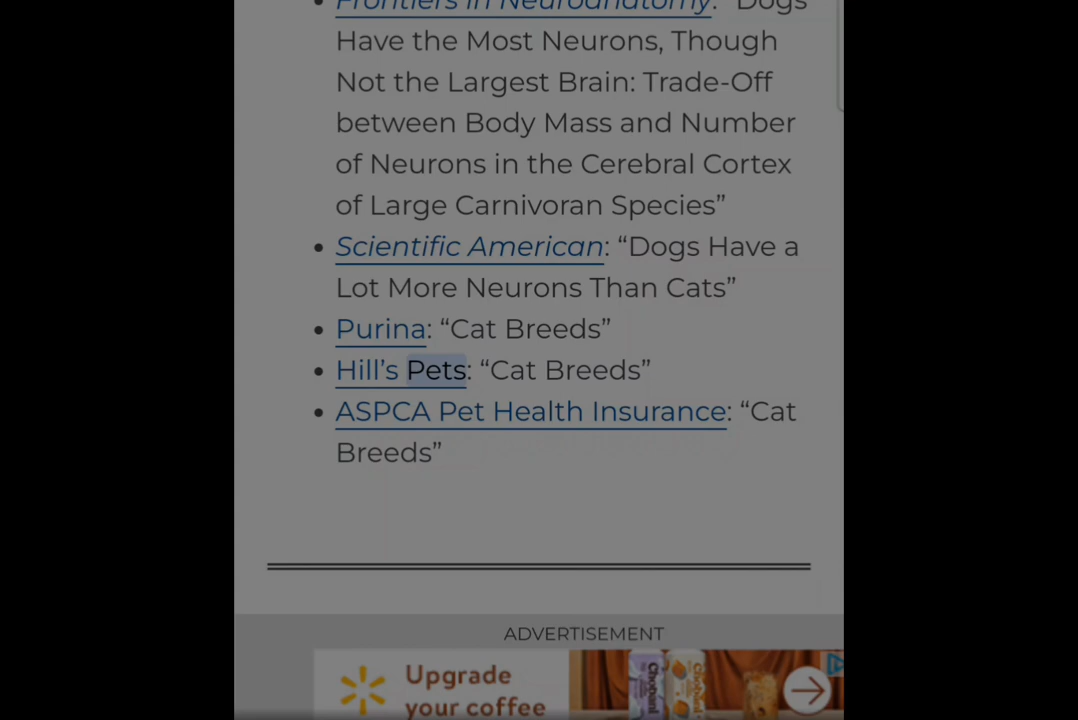 Frontiers in Neuroanatomy: “Dogs
Have the Most Neurons, Though
Not the Largest Brain: Trade-Off
between Body Mass and Number
of Neurons in the Cerebral Cortex
of Large Carnivoran Species”
Scientific American: “Dogs Have a
Lot More Neurons Than Cats”
Purina: “Cat Breeds”
Hill’s Pets: “Cat Breeds”
ASPCA Pet Health Insurance: “Cat
Breeds”
ADVERTISEMENT
Upgrade
your coffee
Chobani
Chobani